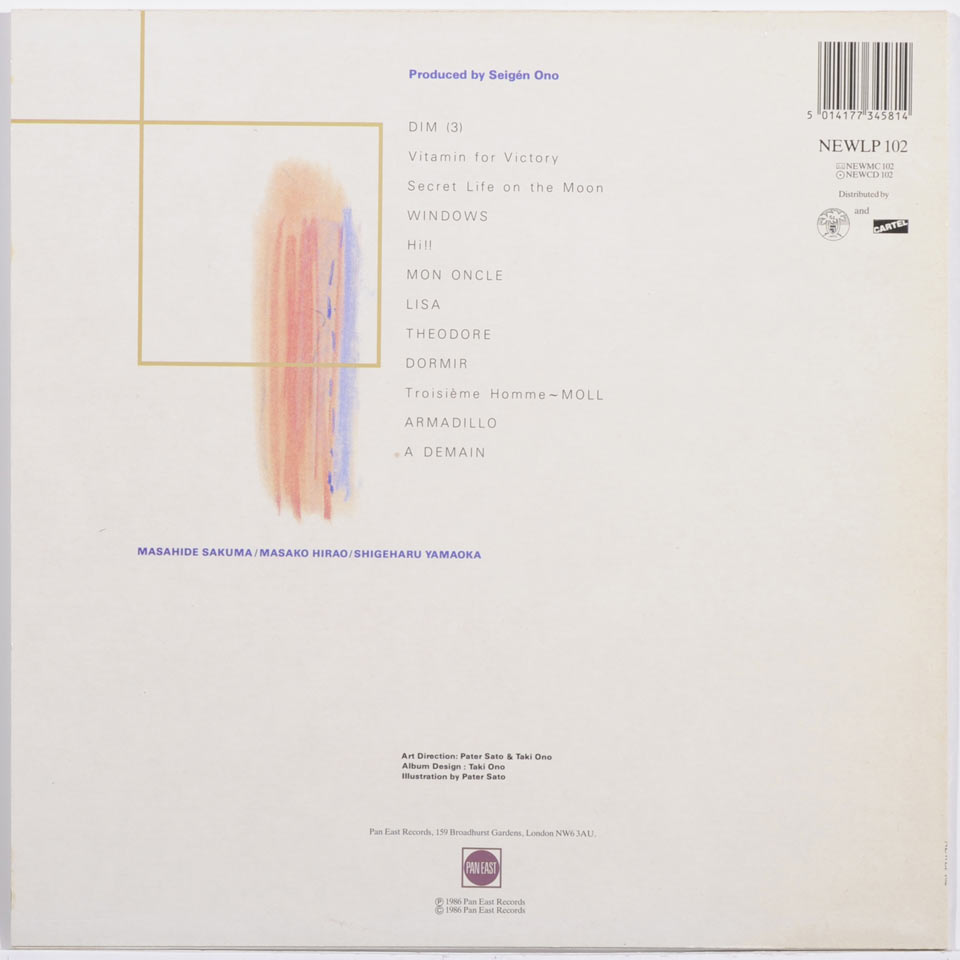 Produced by Seigén Ono
DIM (3)
Vitamin for Victory
Secret Life on the Moon
WINDOWS
Hi!!
MON ONCLE
LISA
THEODORE
DORMIR
Troisième Homme~MOLL
ARMADILLO
A DEMAIN
5 014177 345814
NEWLP 102
NEWMC 102
NEWCD 102
Distributed by
and
CARTEL
MASAHIDE SAKUMA/MASAKO HIRAO/SHIGEHARU YAMAOKA
Art Direction: Pater Sato & Taki Ono
Album Design : Taki Ono
Illustration by Pater Sato
Pan East Records, 159 Broadhurst Gardens, London NW6 3AU.
PAN EAST
Ⓟ 1986 Pan East Records
© 1986 Pan East Records